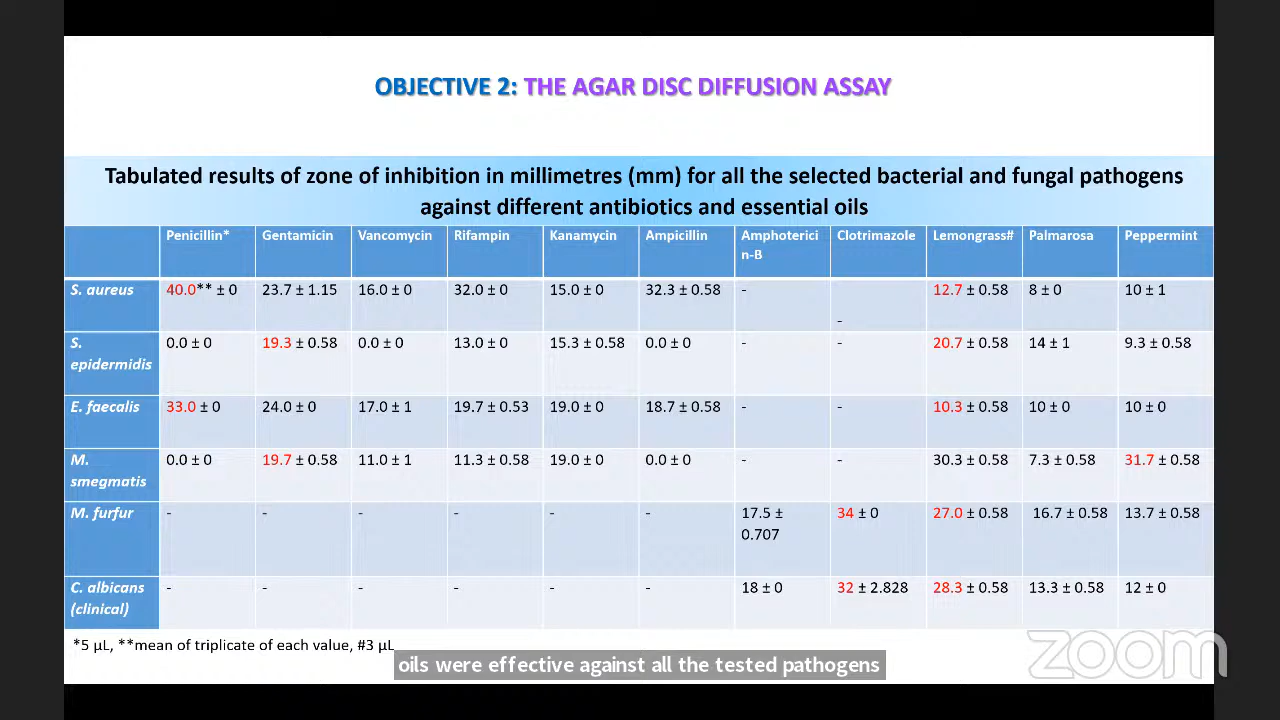 OBJECTIVE 2: THE AGAR DISC DIFFUSION ASSAY
Tabulated results of zone of inhibition in millimetres (mm) for all the selected bacterial and fungal pathogens
against different antibiotics and essential oils
Penicillin* Gentamicin Vancomycin Rifampin Kanamycin Ampicillin Amphoterici Clotrimazole Lemongrass# Palmarosa Peppermint
n-B
S. aureus 40.0** ± 0 23.7 ± 1.15 16.0 ± 0 32.0 ± 0 15.0 ± 0 32.3 ± 0.58 - - 12.7 ± 0.58 8 ± 0 10 ± 1
S. 0.0 ± 0 19.3 ± 0.58 0.0 ± 0 13.0 ± 0 15.3 ± 0.58 0.0 ± 0 - - 20.7 ± 0.58 14 ± 1 9.3 ± 0.58
epidermidis
E. faecalis 33.0 ± 0 24.0 ± 0 17.0 ± 1 19.7 ± 0.53 19.0 ± 0 18.7 ± 0.58 - - 10.3 ± 0.58 10 ± 0 10 ± 0
M. 0.0 ± 0 19.7 ± 0.58 11.0 ± 1 11.3 ± 0.58 19.0 ± 0 0.0 ± 0 - - 30.3 ± 0.58 7.3 ± 0.58 31.7 ± 0.58
smegmatis
M. furfur - - - - - - 17.5 ± 34 ± 0 27.0 ± 0.58 16.7 ± 0.58 13.7 ± 0.58
0.707
C. albicans - - - - - - 18 ± 0 32 ± 2.828 28.3 ± 0.58 13.3 ± 0.58 12 ± 0
(clinical)
*5 µL, **mean of triplicate of each value, #3 µL
oils were effective against all the tested pathogens
zoom